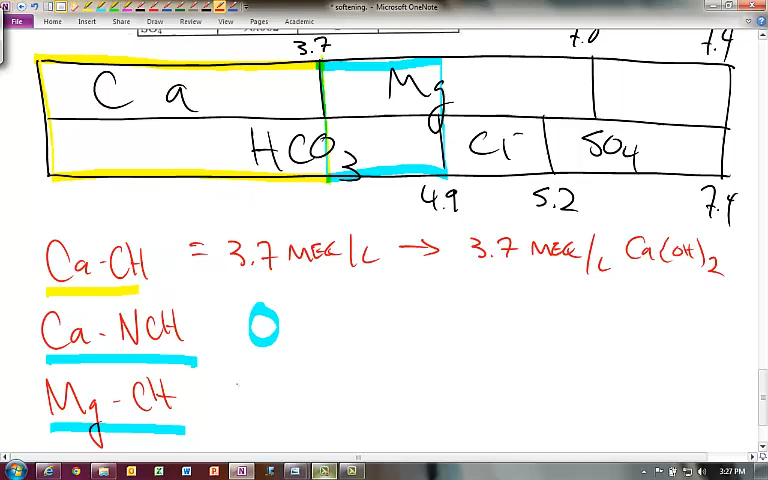 softening. - Microsoft OneNote
File Home Insert Share Draw Review View Pages Academic
3.7 7.0 7.4
Ca Mg
HCO3 Cl- SO4
4.9 5.2 7.4
Ca-CH = 3.7 MEQ/L → 3.7 MEQ/L Ca(OH)2
Ca-NCH 0
Mg-CH
3:27 PM